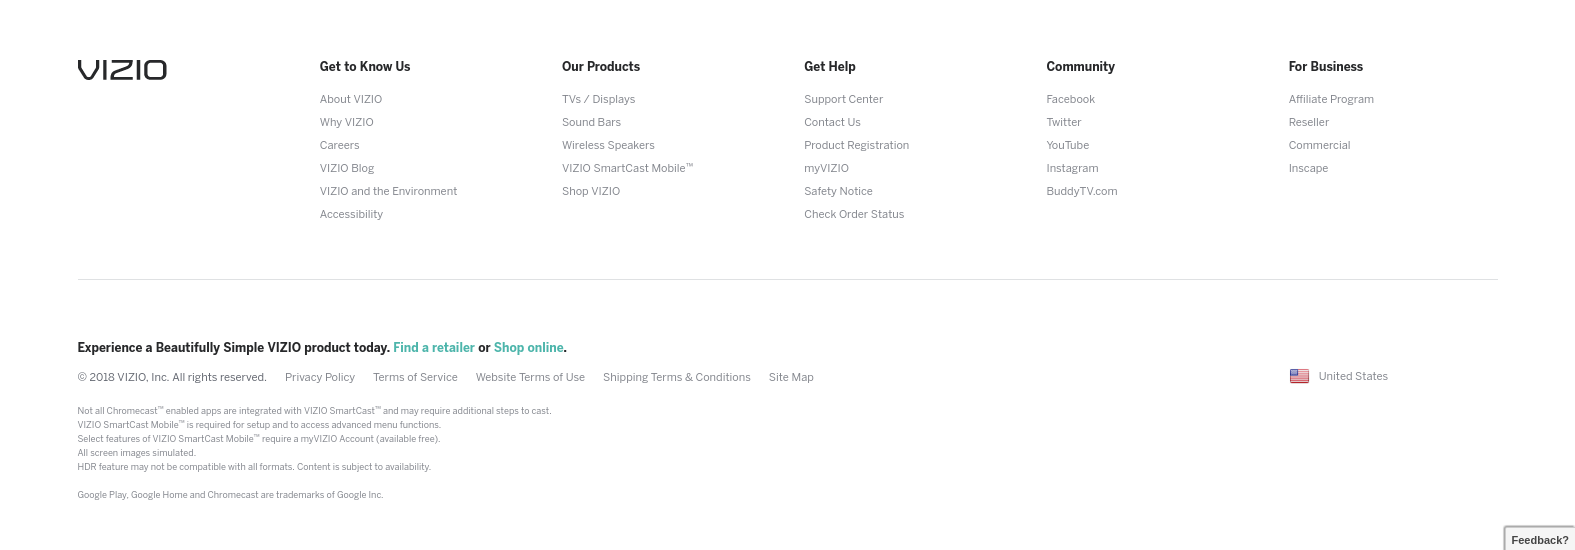 VIZIO
Get to Know Us
About VIZIO
Why VIZIO
Careers
VIZIO Blog
VIZIO and the Environment
Accessibility
Our Products
TVs / Displays
Sound Bars
Wireless Speakers
VIZIO SmartCast Mobile™
Shop VIZIO
Get Help
Support Center
Contact Us
Product Registration
myVIZIO
Safety Notice
Check Order Status
Community
Facebook
Twitter
YouTube
Instagram
BuddyTV.com
For Business
Affiliate Program
Reseller
Commercial
Inscape
Experience a Beautifully Simple VIZIO product today. Find a retailer or Shop online.
© 2018 VIZIO, Inc. All rights reserved. Privacy Policy Terms of Service Website Terms of Use Shipping Terms & Conditions Site Map
United States
Not all Chromecast™ enabled apps are integrated with VIZIO SmartCast™ and may require additional steps to cast.
VIZIO SmartCast Mobile™ is required for setup and to access advanced menu functions.
Select features of VIZIO SmartCast Mobile™ require a myVIZIO Account (available free).
All screen images simulated.
HDR feature may not be compatible with all formats. Content is subject to availability.
Google Play, Google Home and Chromecast are trademarks of Google Inc.
Feedback?